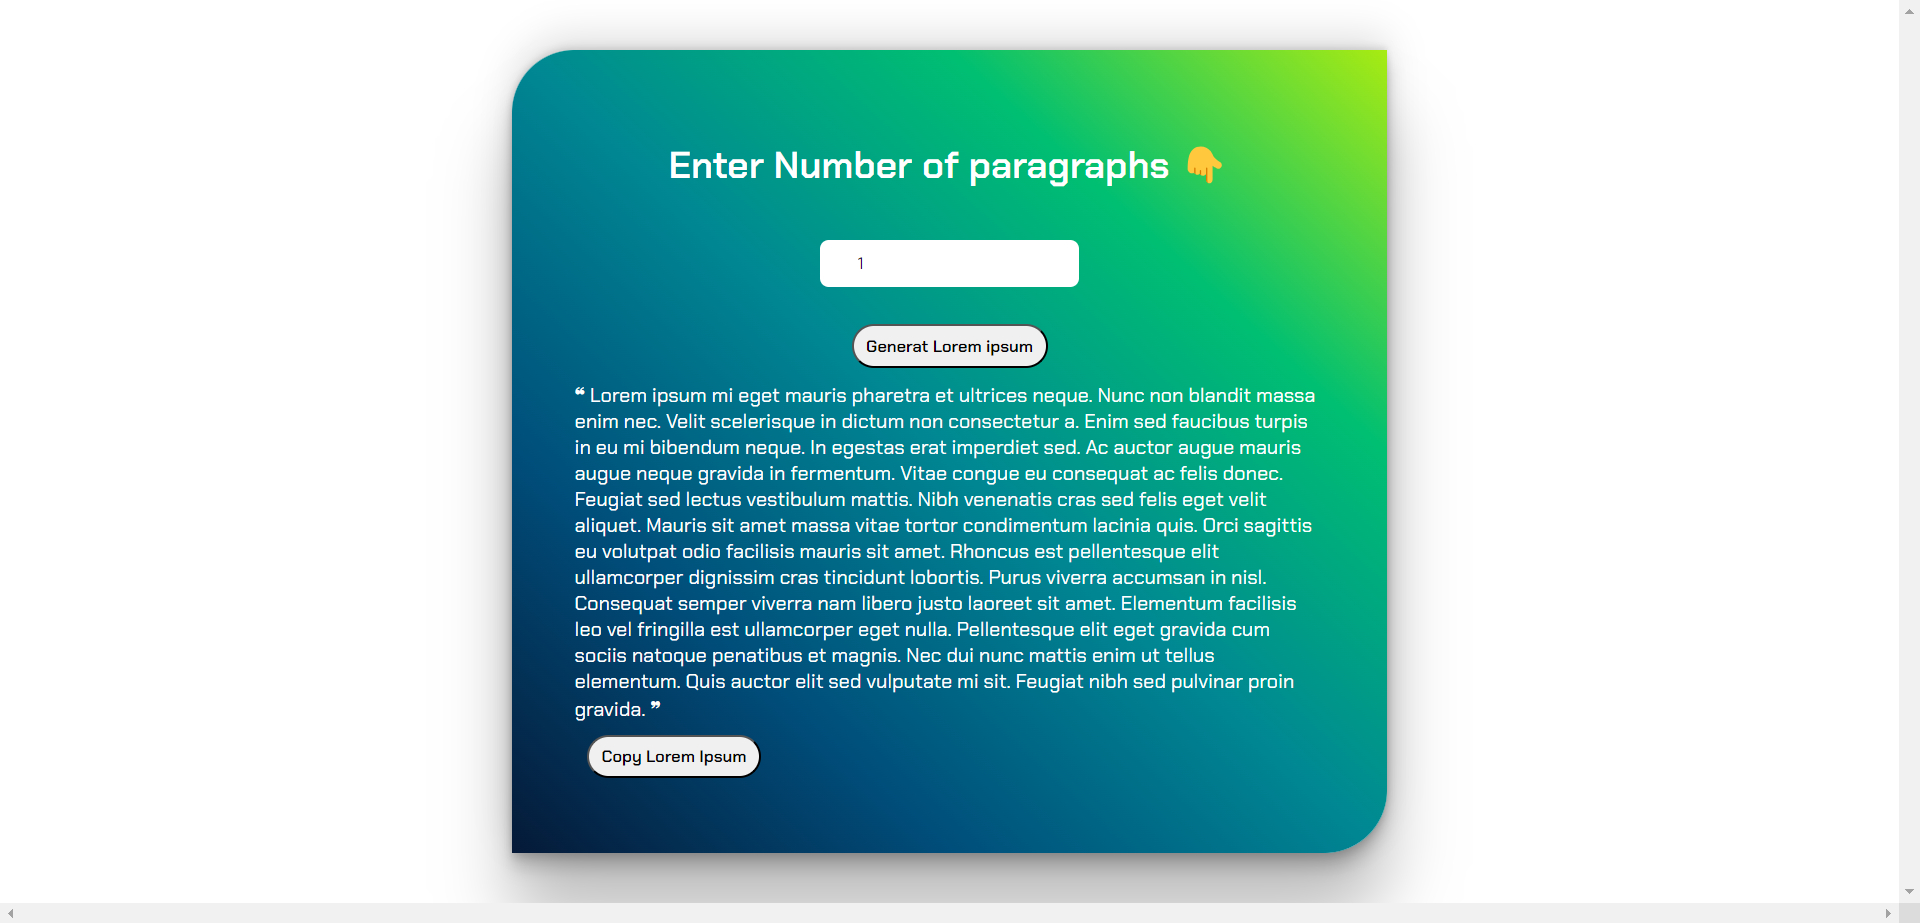 Enter Number of paragraphs 👇
1
Generat Lorem ipsum
❝ Lorem ipsum mi eget mauris pharetra et ultrices neque. Nunc non blandit massa
enim nec. Velit scelerisque in dictum non consectetur a. Enim sed faucibus turpis
in eu mi bibendum neque. In egestas erat imperdiet sed. Ac auctor augue mauris
augue neque gravida in fermentum. Vitae congue eu consequat ac felis donec.
Feugiat sed lectus vestibulum mattis. Nibh venenatis cras sed felis eget velit
aliquet. Mauris sit amet massa vitae tortor condimentum lacinia quis. Orci sagittis
eu volutpat odio facilisis mauris sit amet. Rhoncus est pellentesque elit
ullamcorper dignissim cras tincidunt lobortis. Purus viverra accumsan in nisl.
Consequat semper viverra nam libero justo laoreet sit amet. Elementum facilisis
leo vel fringilla est ullamcorper eget nulla. Pellentesque elit eget gravida cum
sociis natoque penatibus et magnis. Nec dui nunc mattis enim ut tellus
elementum. Quis auctor elit sed vulputate mi sit. Feugiat nibh sed pulvinar proin
gravida. ❞
Copy Lorem Ipsum